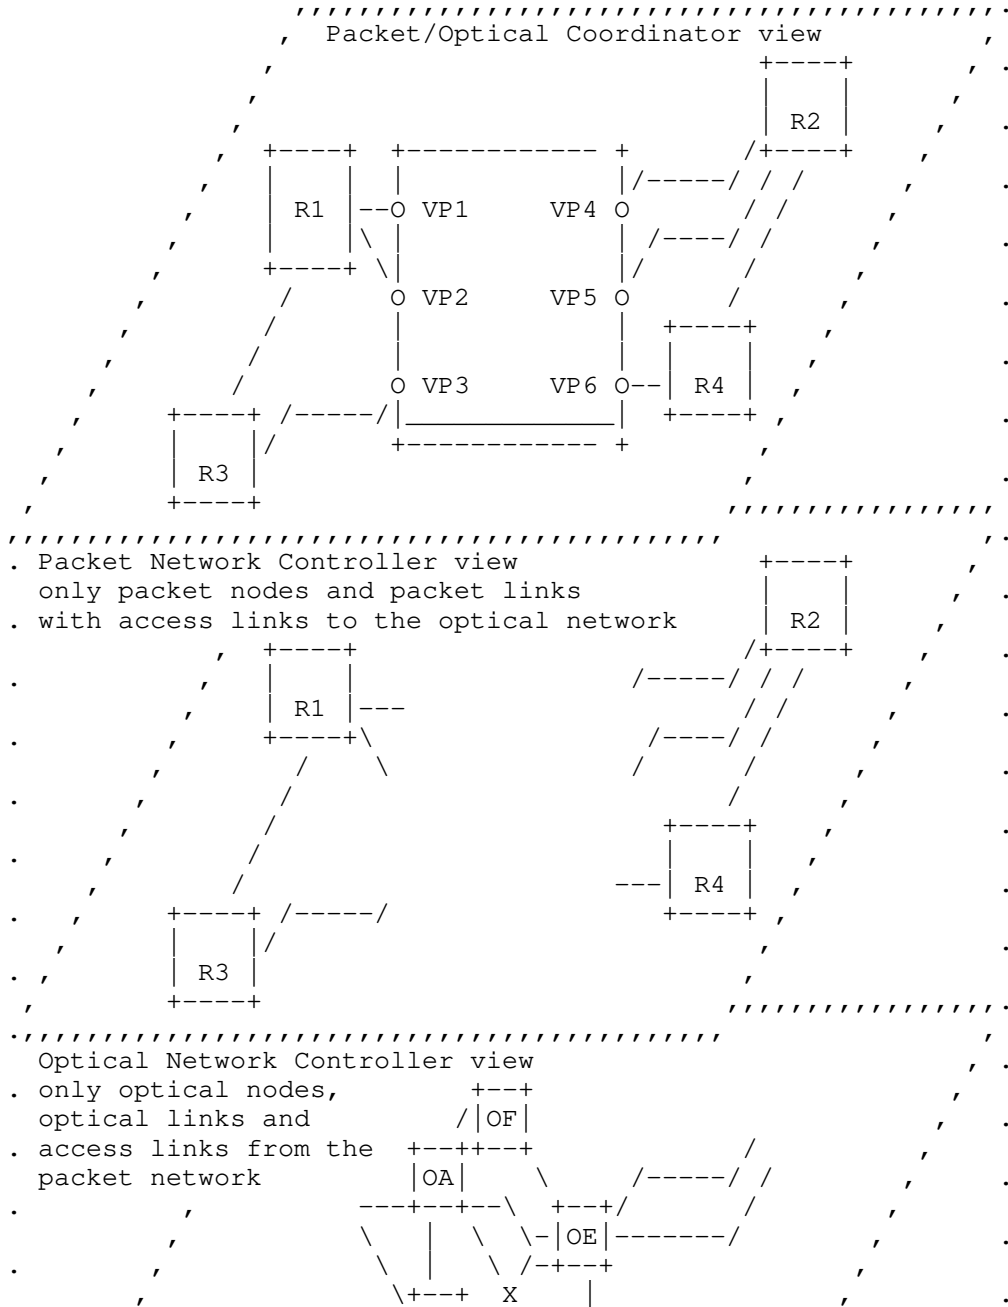 Packet/Optical Coordinator view
R2
R1 VP1 VP4
VP2 VP5
VP3 VP6 R4
R3
Packet Network Controller view
only packet nodes and packet links
with access links to the optical network R2
R1
R4
R3
Optical Network Controller view
only optical nodes,
optical links and OF
access links from the
packet network OA
OE
X